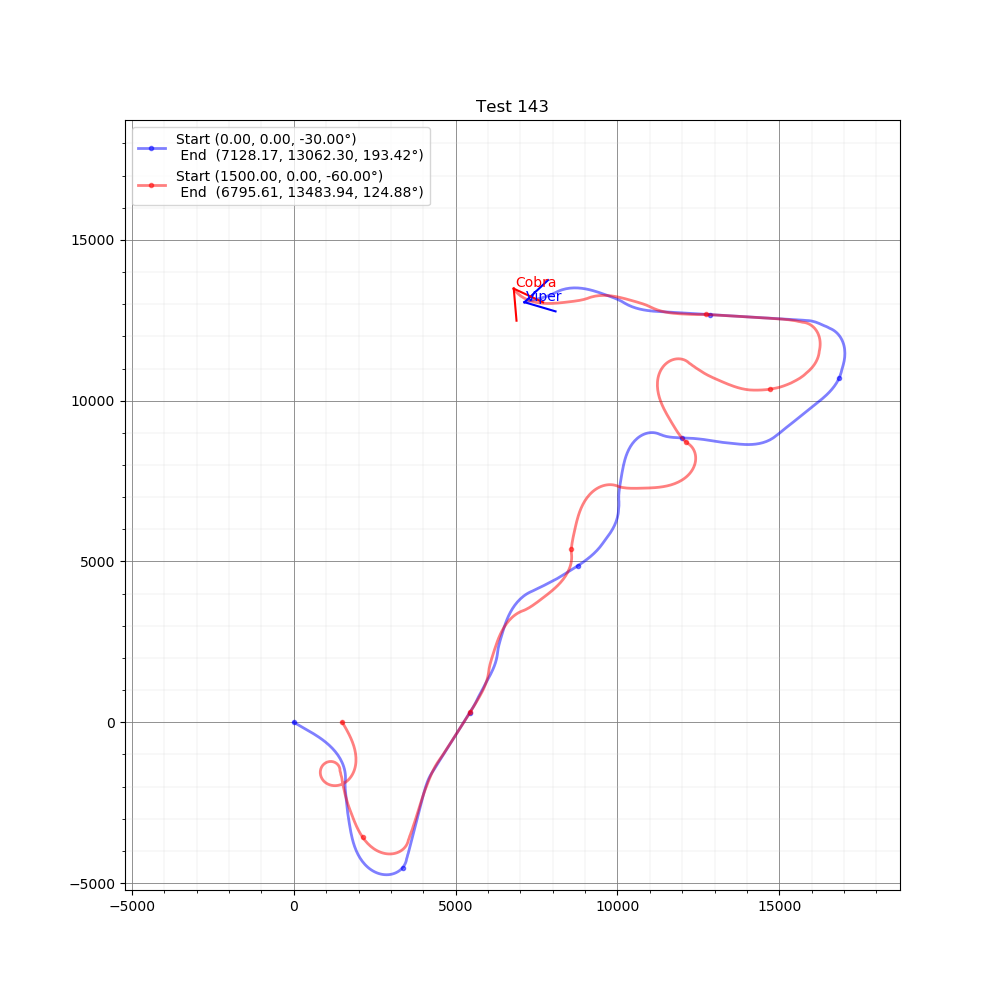 Test 143
Start (0.00, 0.00, -30.00°)
End (7128.17, 13062.30, 193.42°)
Start (1500.00, 0.00, -60.00°)
End (6795.61, 13483.94, 124.88°)
15000
10000
5000
0
−5000
Cobra
Viper
−5000 0 5000 10000 15000